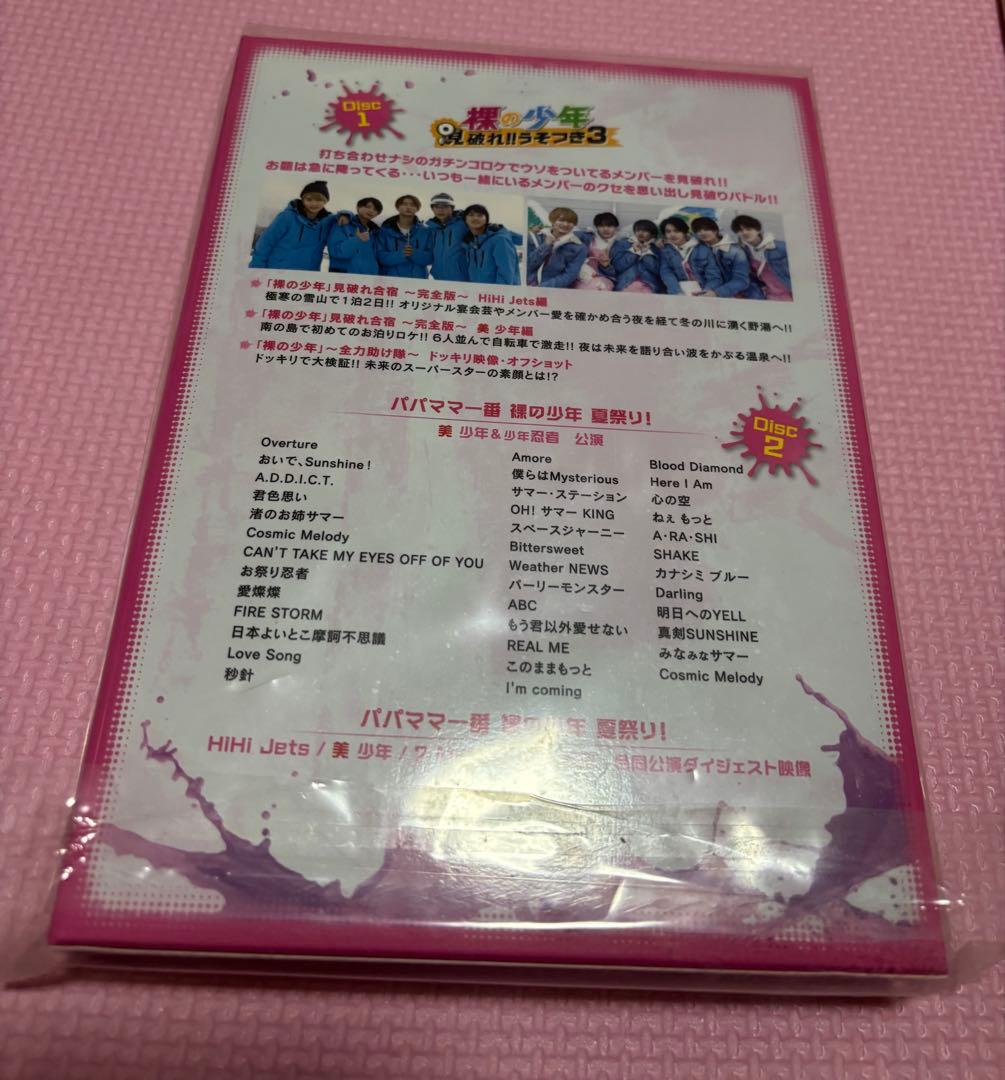 Disc
1
裸の少年
見破れ!!うそつき3
打ち合わせナシのガチンコロケでウソをついてるメンバーを見破れ!!
お題は急に降ってくる・・・いつも一緒にいるメンバーのクセを思い出し見破りバトル!!
「裸の少年」見破れ合宿 〜完全版〜 HiHi Jets編
極寒の雪山で1泊2日!! オリジナル宴会芸やメンバー愛を確かめ合う夜を経て冬の川に湧く野湯へ!!
「裸の少年」見破れ合宿 〜完全版〜 美 少年編
南の島で初めてのお泊りロケ!! 6人並んで自転車で激走!! 夜は未来を語り合い波をかぶる温泉へ!!
「裸の少年」〜全力助け隊〜 ドッキリ映像・オフショット
ドッキリで大検証!! 未来のスーパースターの素顔とは!?
パパママ一番 裸の少年 夏祭り!
美 少年&少年忍者 公演
Disc
2
Overture
おいで、Sunshine!
A.D.D.I.C.T.
君色思い
渚のお姉サマー
Cosmic Melody
CAN'T TAKE MY EYES OFF OF YOU
お祭り忍者
愛燦燦
FIRE STORM
日本よいとこ摩訶不思議
Love Song
秒針
Amore
僕らはMysterious
サマー・ステーション
OH! サマー KING
スペースジャーニー
Bittersweet
Weather NEWS
パーリーモンスター
ABC
もう君以外愛せない
REAL ME
このままもっと
I'm coming
Blood Diamond
Here I Am
心の空
ねぇ もっと
A・RA・SHI
SHAKE
カナシミ ブルー
Darling
明日へのYELL
真剣SUNSHINE
みなみなサマー
Cosmic Melody
パパママ一番 裸の少年 夏祭り!
HiHi Jets / 美 少年 / 公演ダイジェスト映像